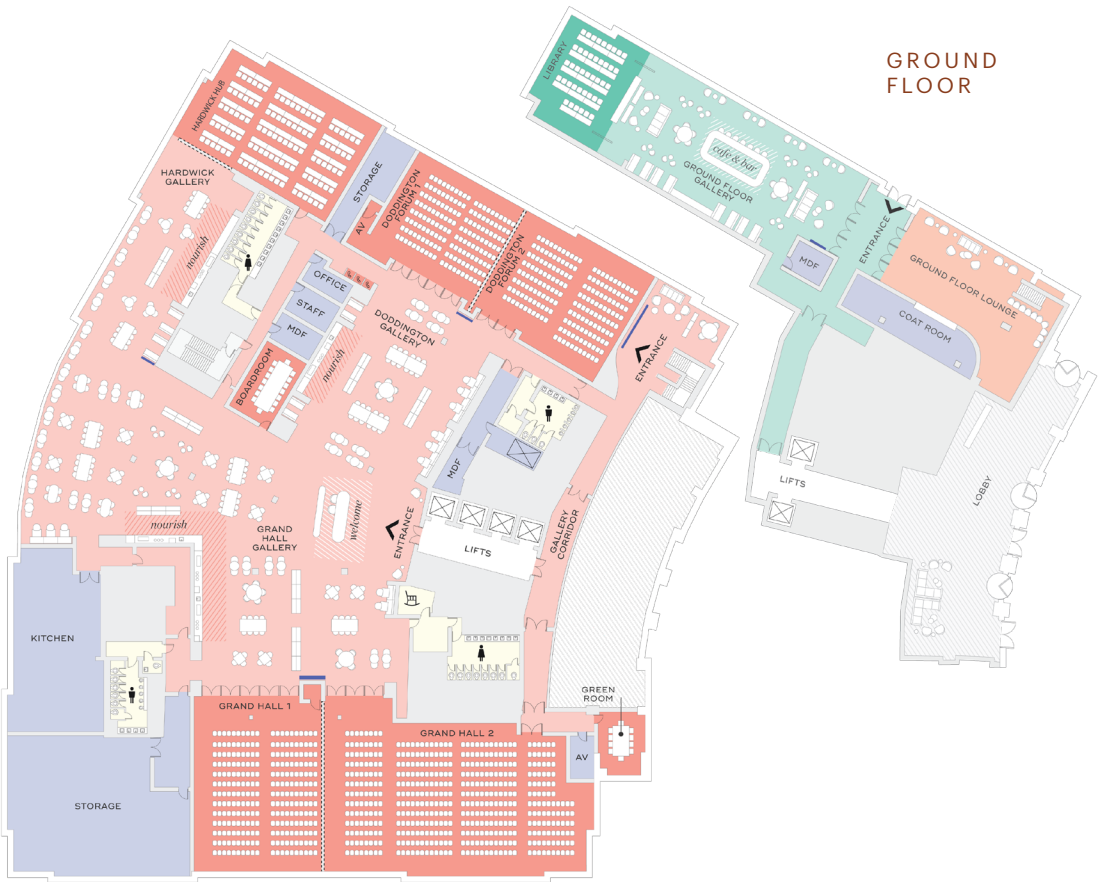 GROUND
FLOOR
LIBRARY
cafe & bar
GROUND FLOOR
GALLERY
ENTRANCE
MDF
GROUND FLOOR LOUNGE
COAT ROOM
LIFTS
LOBBY
HARDWICK HUB
HARDWICK
GALLERY
nourish
STORAGE
AV
DODDINGTON
FORUM 1
DODDINGTON
FORUM 2
OFFICE
STAFF
MDF
BOARDROOM
nourish
DODDINGTON
GALLERY
ENTRANCE
MDF
nourish
welcome
GRAND
HALL
GALLERY
ENTRANCE
LIFTS
GALLERY
CORRIDOR
KITCHEN
STORAGE
GRAND HALL 1
GRAND HALL 2
GREEN
ROOM
AV